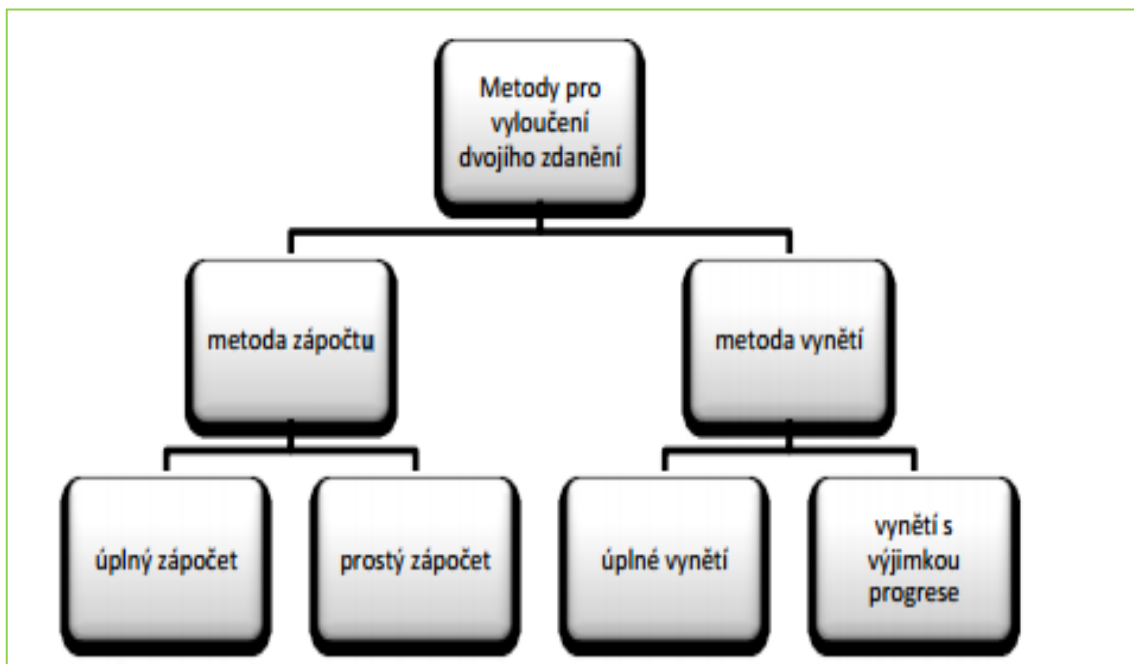 Metody pro
vyloučení
dvojího zdanění
metoda zápočtu
metoda vynětí
úplný zápočet
prostý zápočet
úplné vynětí
vynětí s
výjimkou
progrese